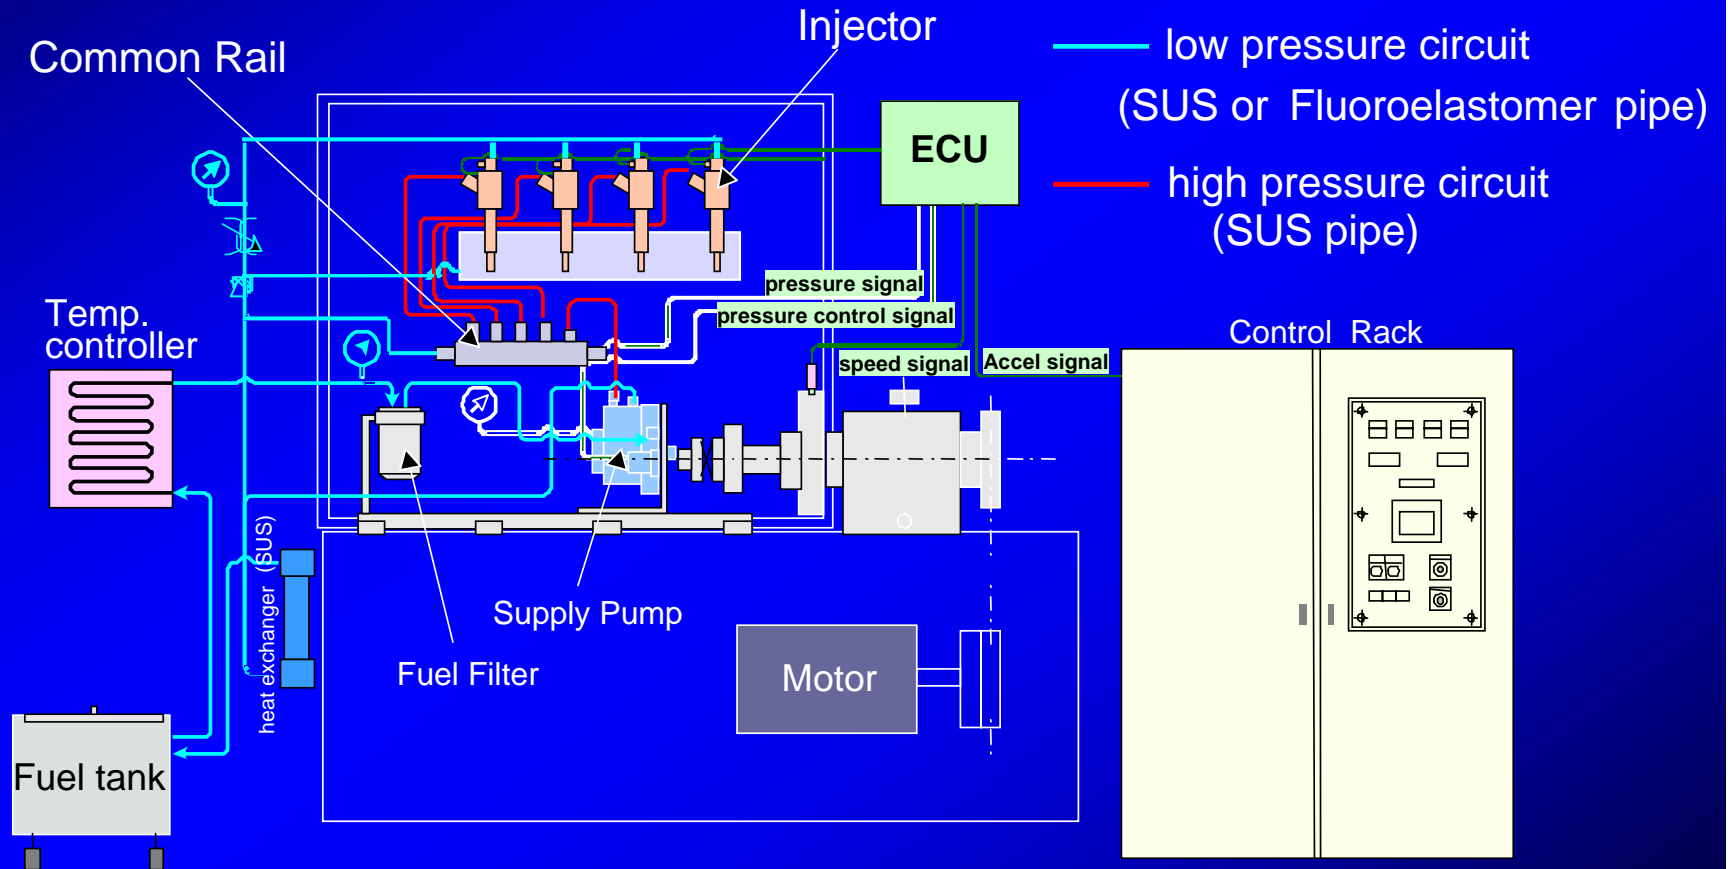 Injector
Common Rail
low pressure circuit
(SUS or Fluoroelastomer pipe)
ECU
high pressure circuit
(SUS pipe)
pressure signal
pressure control signal
Temp.
controller
Control Rack
speed signal
Accel signal
heat exchanger (SUS)
Supply Pump
Fuel Filter
Motor
Fuel tank